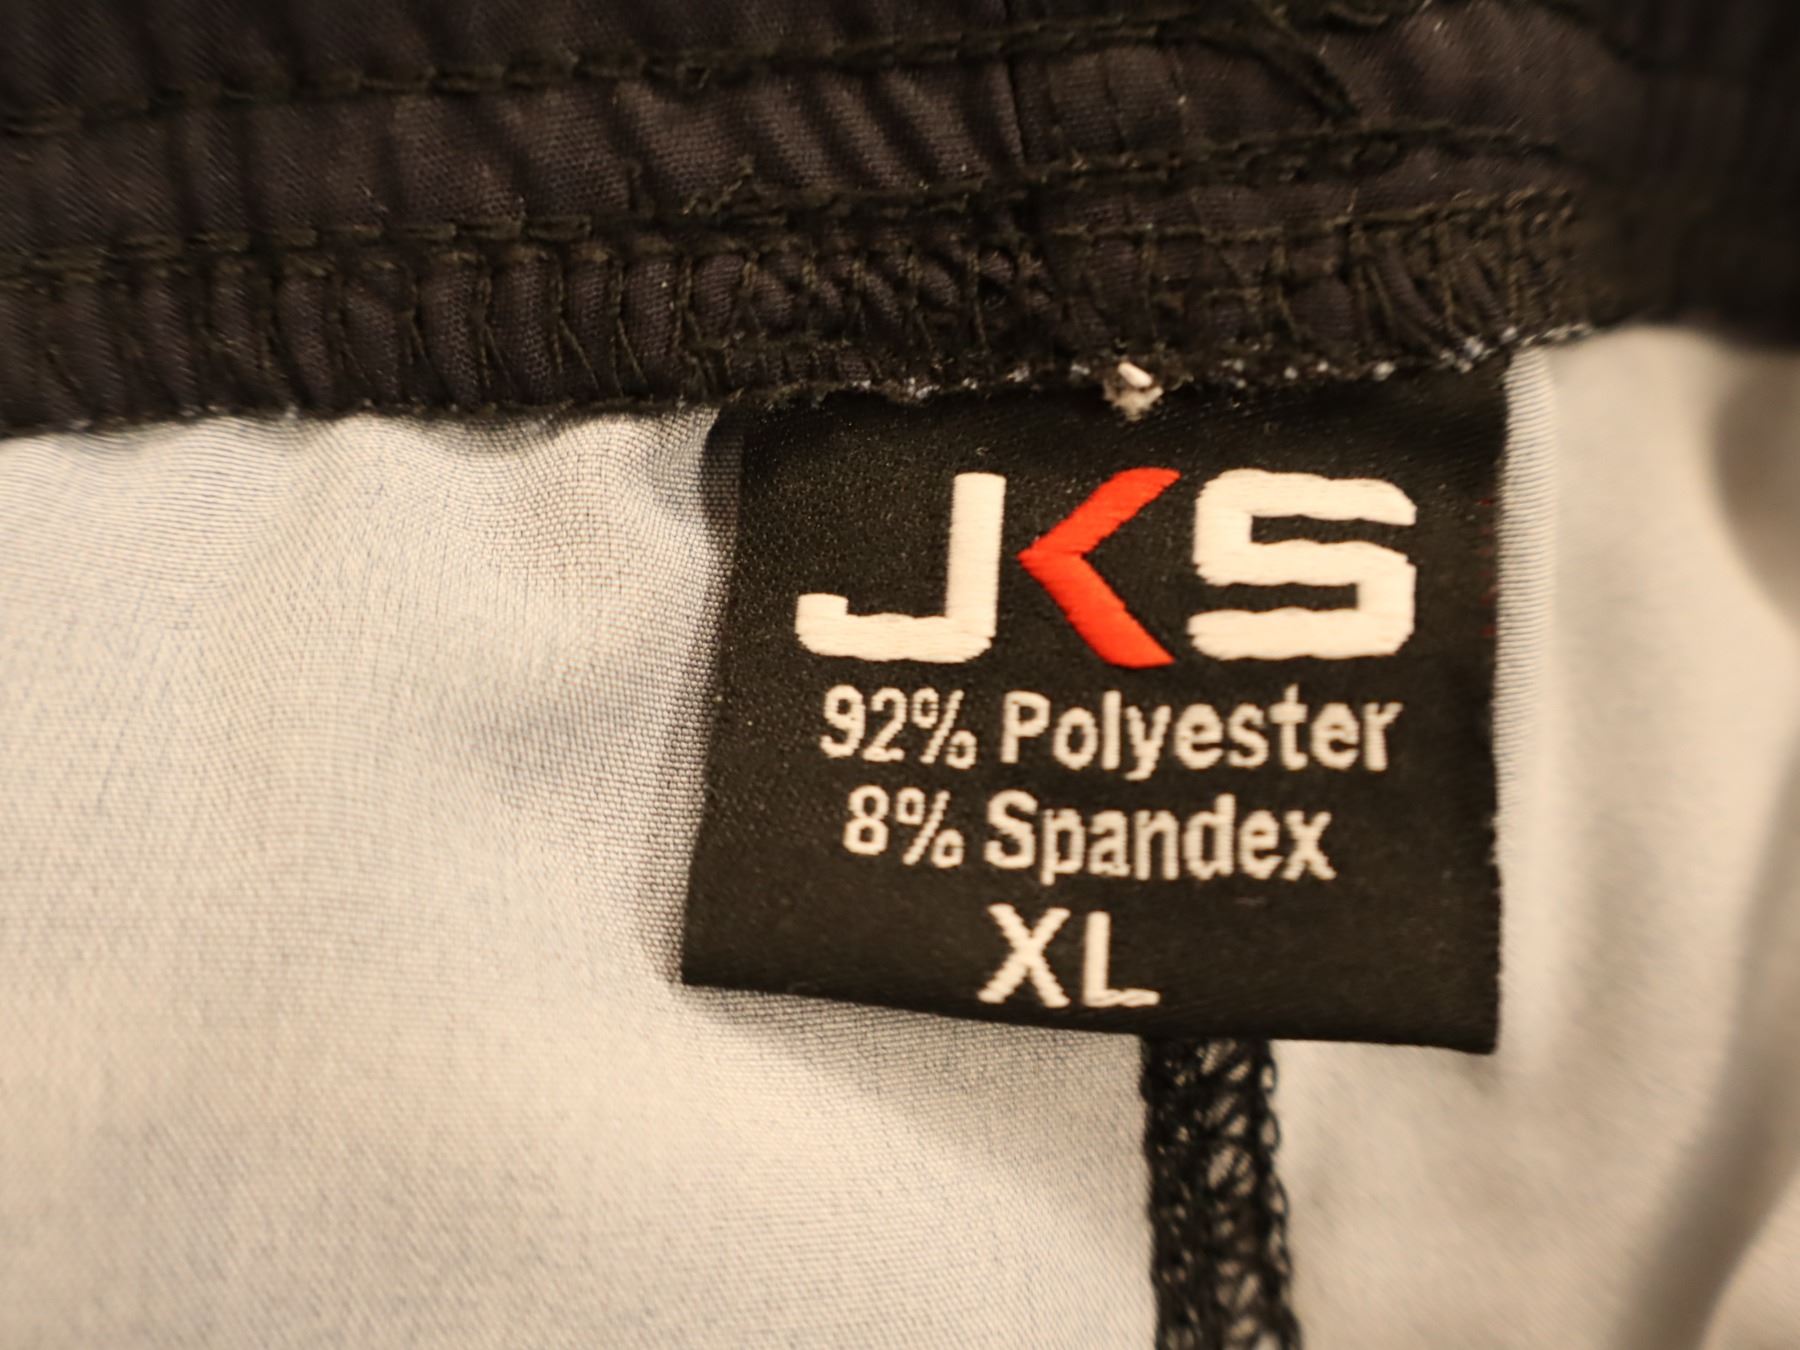 JKS
92% Polyester
8% Spandex
XL